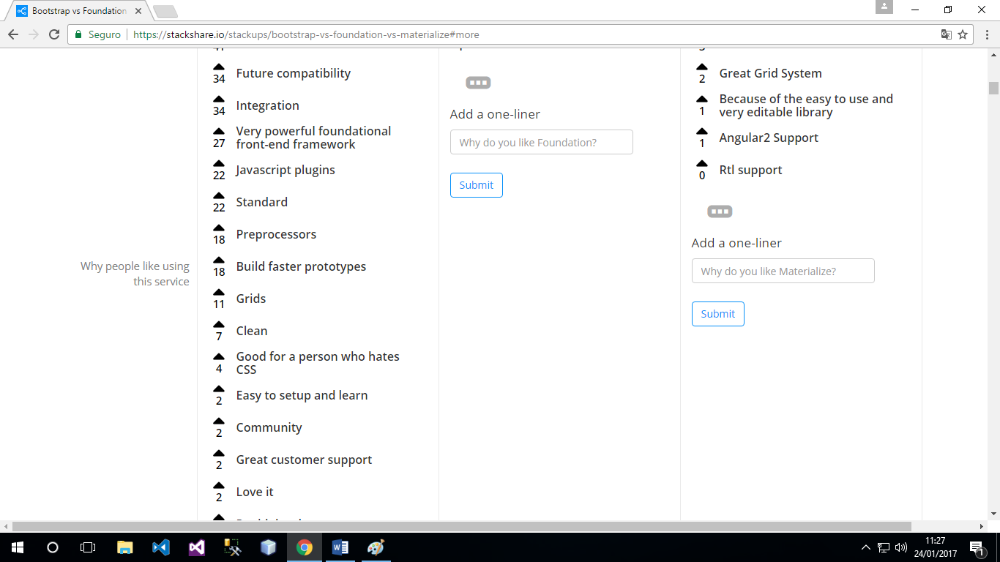 Bootstrap vs Foundation
Seguro
https://stackshare.io/stackups/bootstrap-vs-foundation-vs-materialize#more
Why people like using
this service
34 Future compatibility
34 Integration
27 Very powerful foundational
front-end framework
22 Javascript plugins
22 Standard
18 Preprocessors
18 Build faster prototypes
11 Grids
7 Clean
4 Good for a person who hates
CSS
2 Easy to setup and learn
2 Community
2 Great customer support
2 Love it
Add a one-liner
Why do you like Foundation?
Submit
2 Great Grid System
1 Because of the easy to use and
very editable library
1 Angular2 Support
0 Rtl support
Add a one-liner
Why do you like Materialize?
Submit
11:27
24/01/2017
1